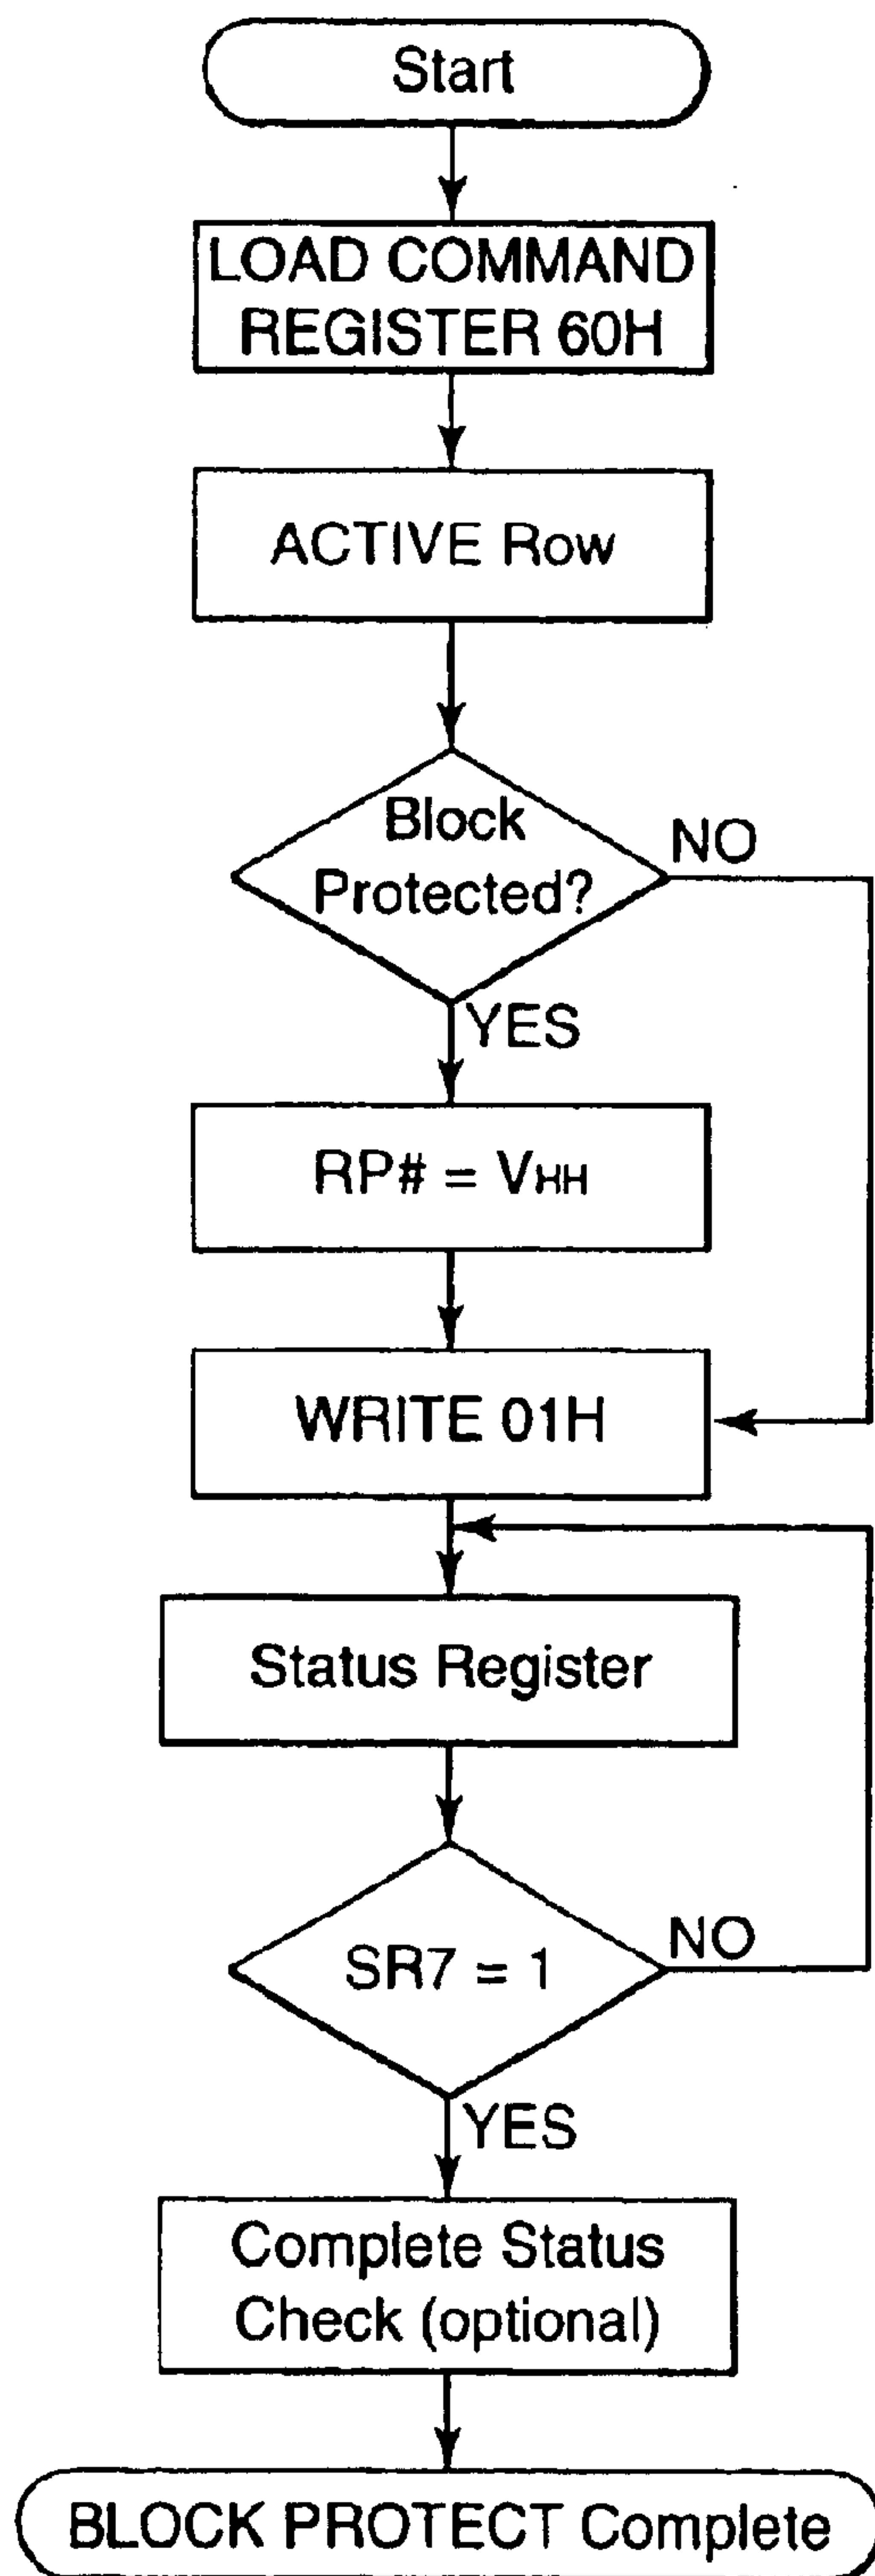 Start
LOAD COMMAND
REGISTER 60H
ACTIVE Row
Block
Protected?
NO
YES
RP# = VHH
WRITE 01H
Status Register
SR7 = 1
NO
YES
Complete Status
Check (optional)
BLOCK PROTECT Complete